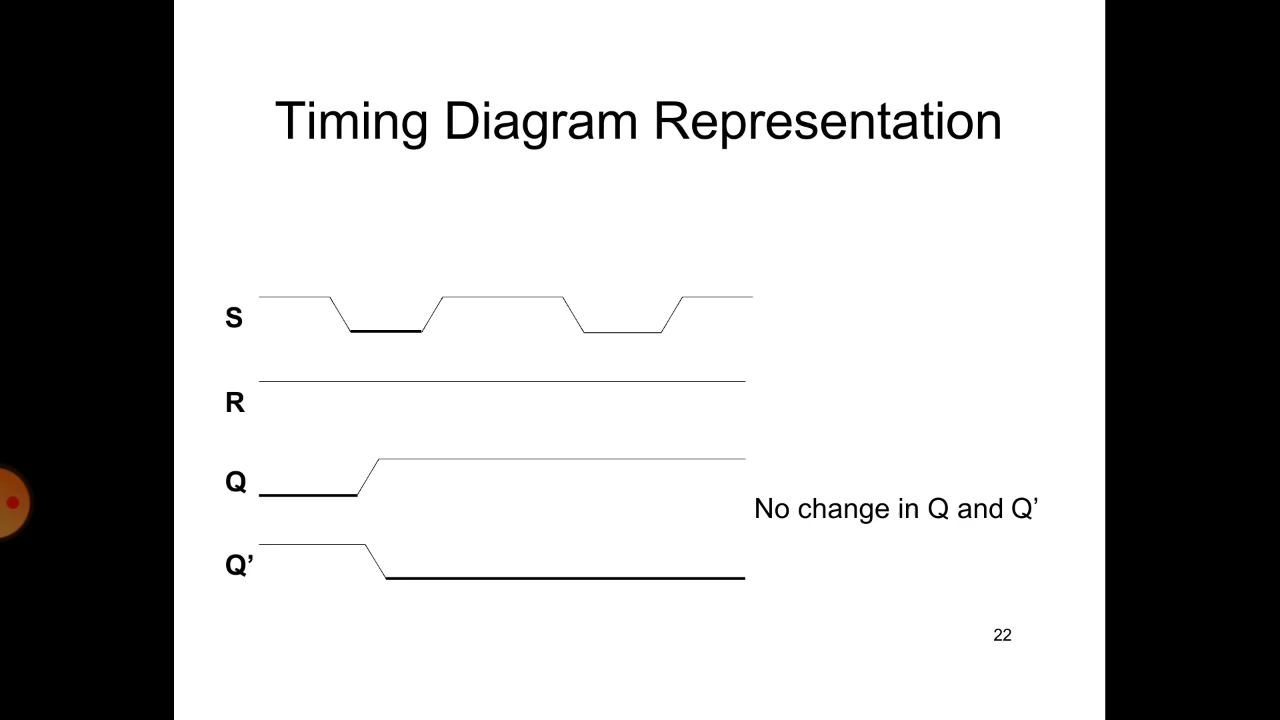 Timing Diagram Representation
S
R
Q
No change in Q and Q’
Q’
22